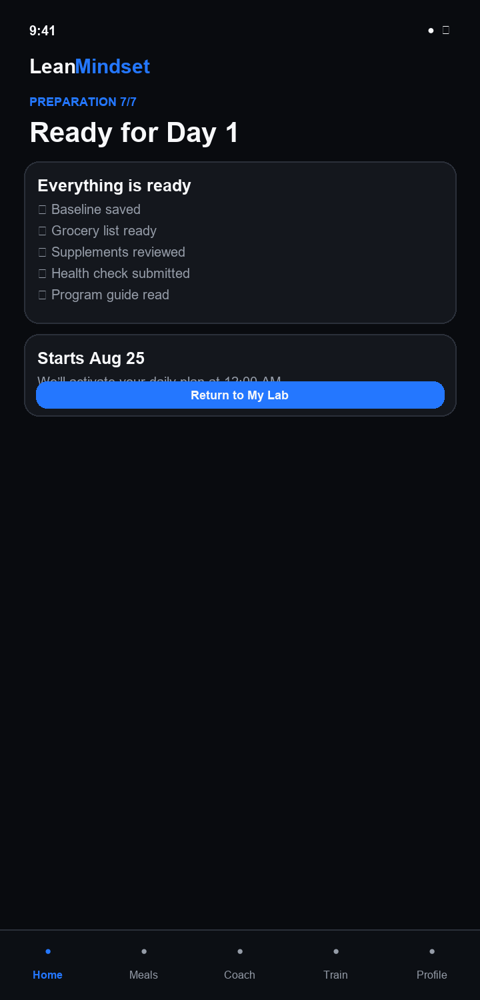 9:41
LeanMindset
PREPARATION 7/7
Ready for Day 1
Everything is ready
Baseline saved
Grocery list ready
Supplements reviewed
Health check submitted
Program guide read
Starts Aug 25
We'll activate your daily plan at 12:00 AM
Return to My Lab
Home Meals Coach Train Profile